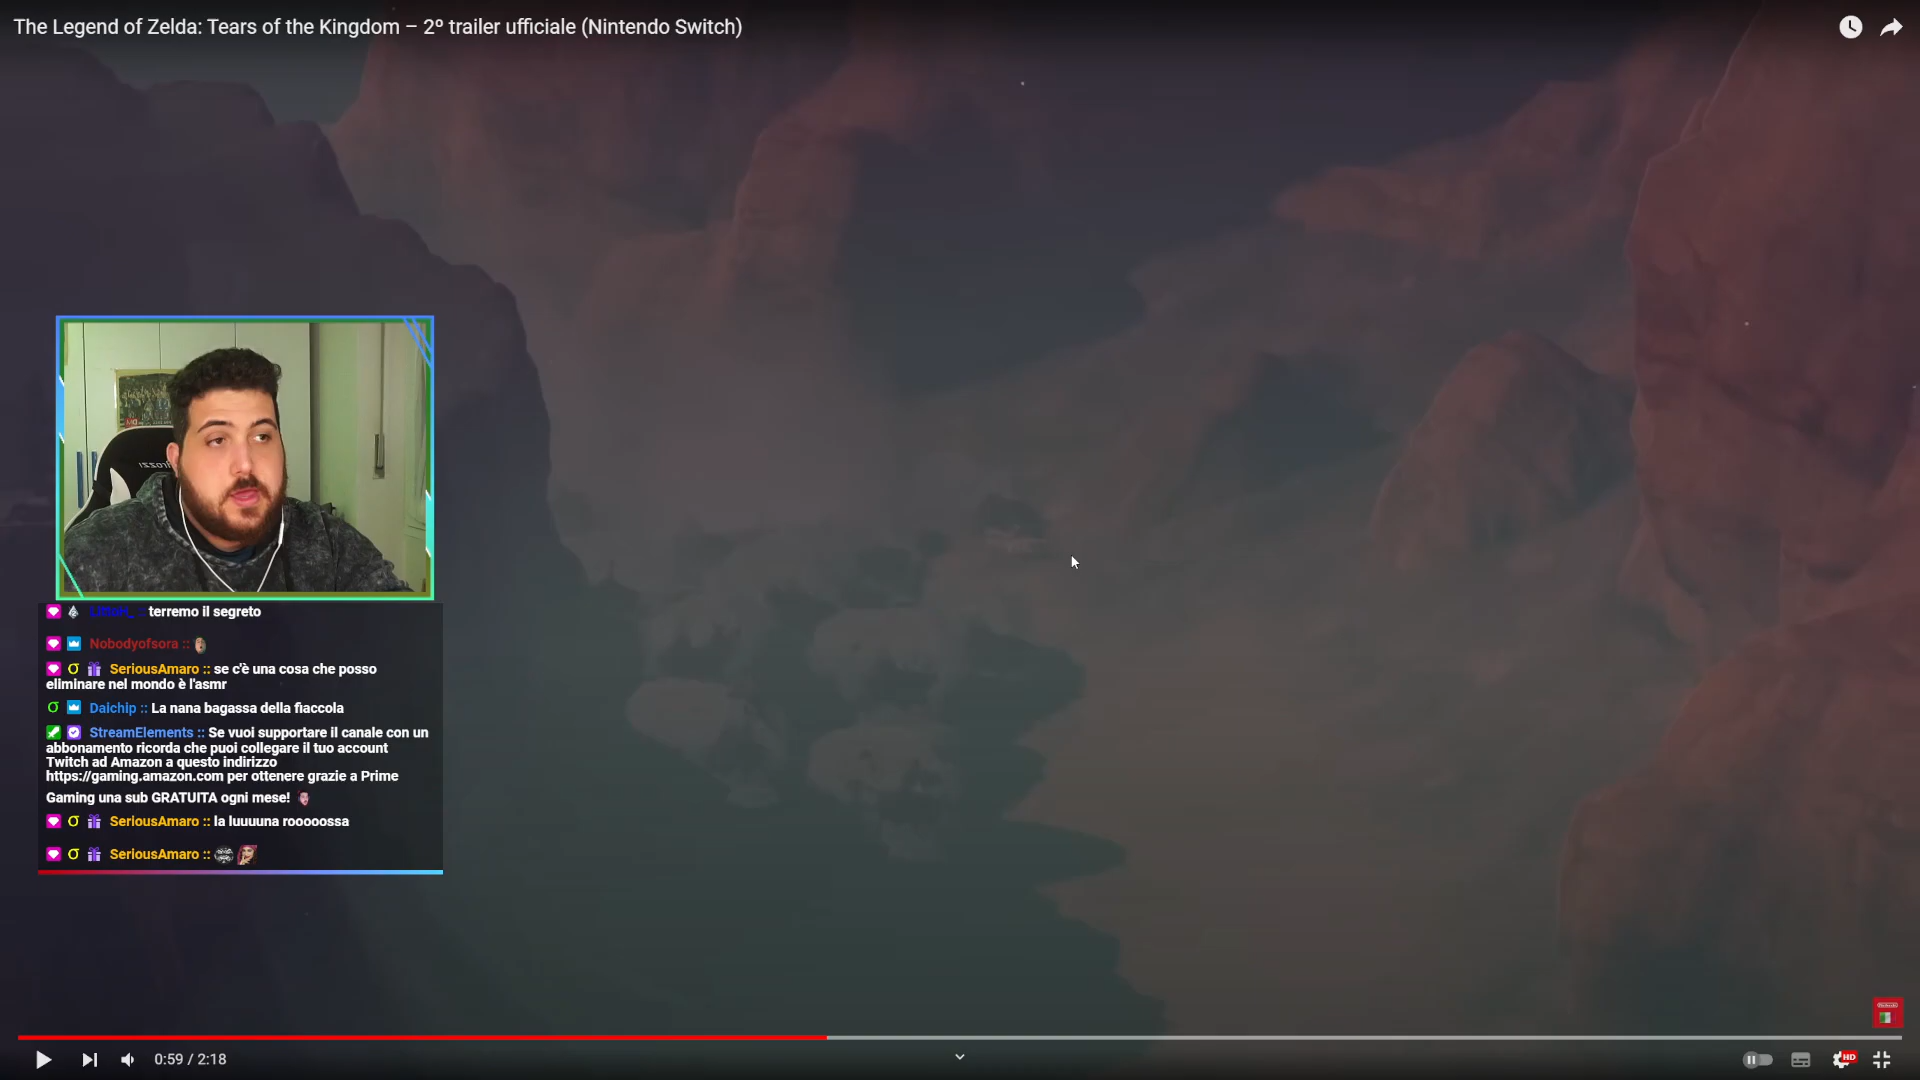 The Legend of Zelda: Tears of the Kingdom – 2º trailer ufficiale (Nintendo Switch)
terremo il segreto
Nobodyofsora ::
SeriousAmaro :: se c'è una cosa che posso
eliminare nel mondo è l'asmr
Daichip :: La nana bagassa della fiaccola
StreamElements :: Se vuoi supportare il canale con un
abbonamento ricorda che puoi collegare il tuo account
Twitch ad Amazon a questo indirizzo
https://gaming.amazon.com per ottenere grazie a Prime
Gaming una sub GRATUITA ogni mese!
SeriousAmaro :: la luuuuna rooooossa
SeriousAmaro ::
0:59 / 2:18
HD